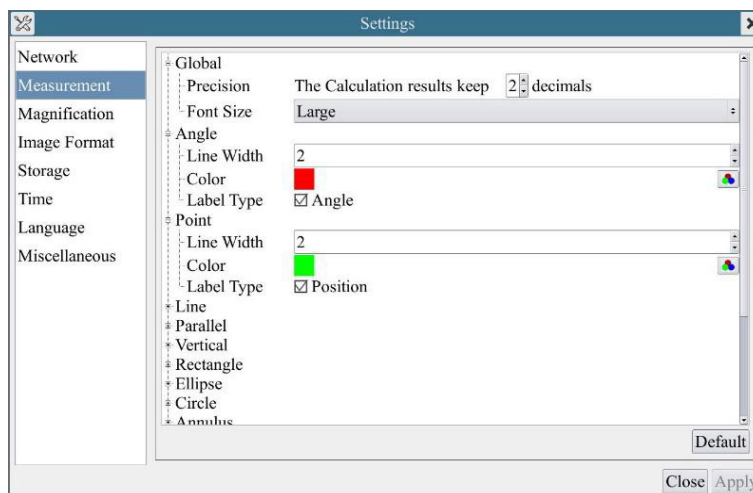 Settings
Network
Measurement
Magnification
Image Format
Storage
Time
Language
Miscellaneous
Global
Precision The Calculation results keep 2 decimals
Font Size Large
Angle
Line Width 2
Color
Label Type Angle
Point
Line Width 2
Color
Label Type Position
Line
Parallel
Vertical
Rectangle
Ellipse
Circle
Annulus
Default
Close Apply